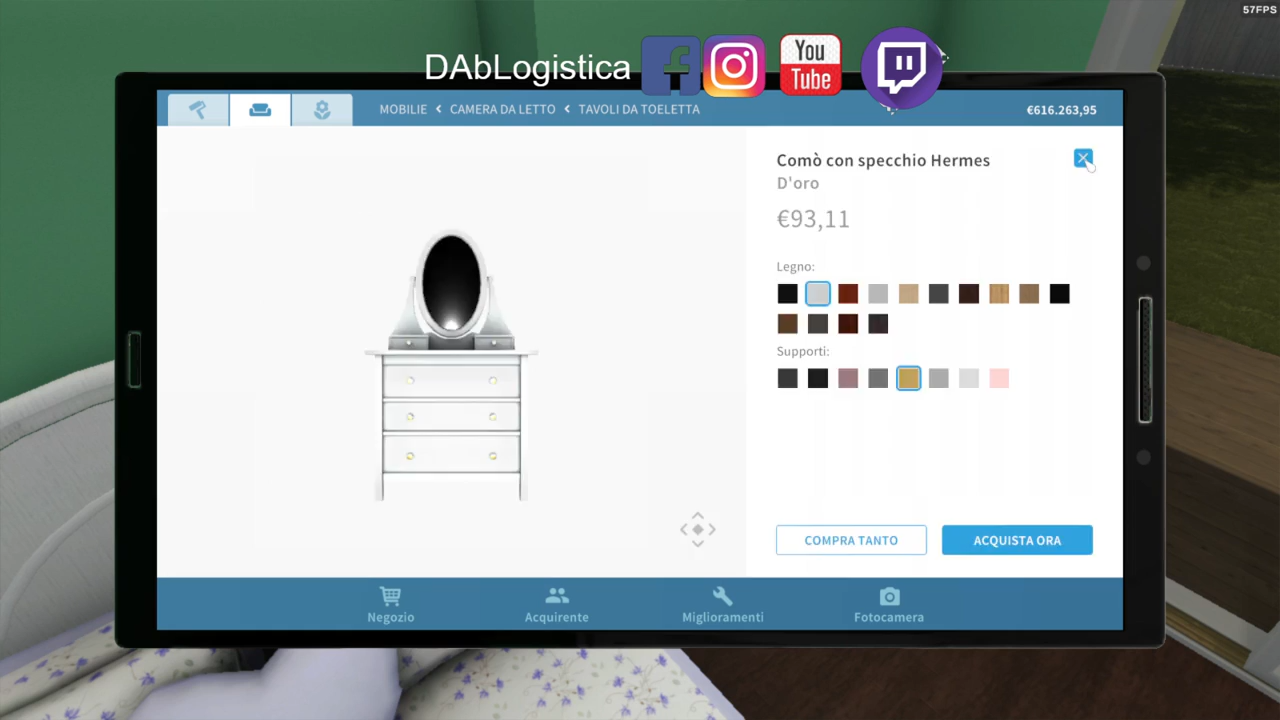 57FPS
DAbLogistica
You
Tube
MOBILIE < CAMERA DA LETTO < TAVOLI DA TOELETTA
€616.263,95
Comò con specchio Hermes
D'oro
€93,11
Legno:
Supporti:
COMPRA TANTO
ACQUISTA ORA
Negozio
Acquirente
Miglioramenti
Fotocamera